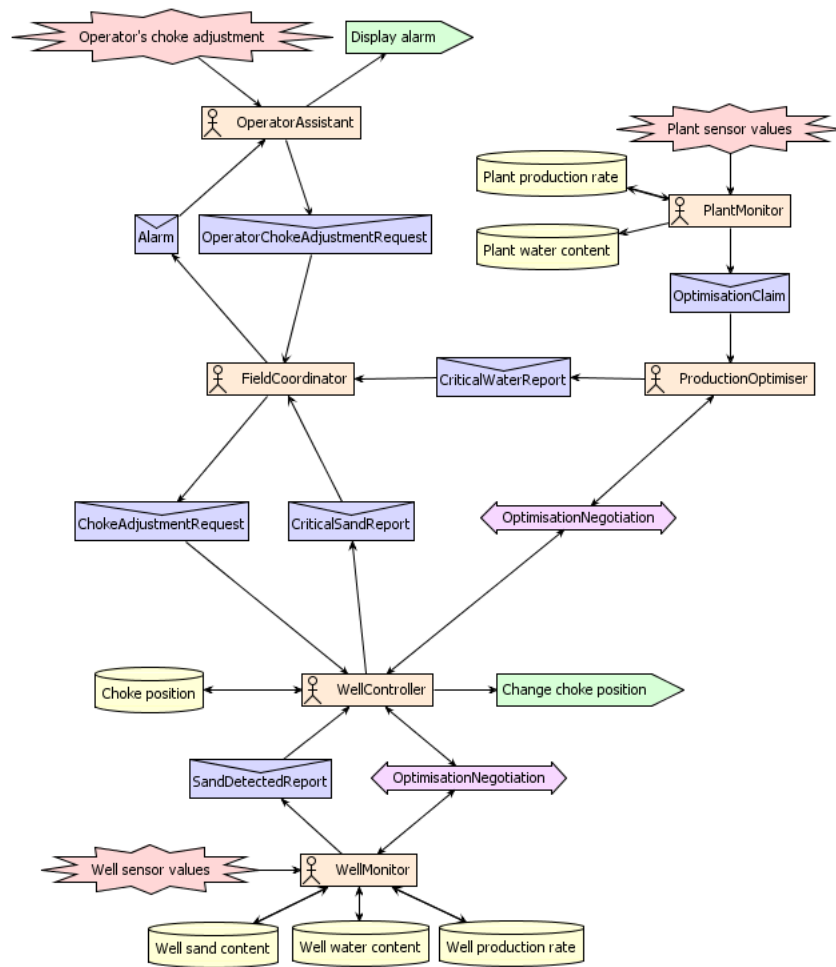 Operator's choke adjustment
Display alarm
OperatorAssistant
Plant sensor values
Plant production rate
PlantMonitor
Alarm
OperatorChokeAdjustmentRequest
Plant water content
OptimisationClaim
FieldCoordinator
CriticalWaterReport
ProductionOptimiser
ChokeAdjustmentRequest
CriticalSandReport
OptimisationNegotiation
Choke position
WellController
Change choke position
SandDetectedReport
OptimisationNegotiation
Well sensor values
WellMonitor
Well sand content
Well water content
Well production rate